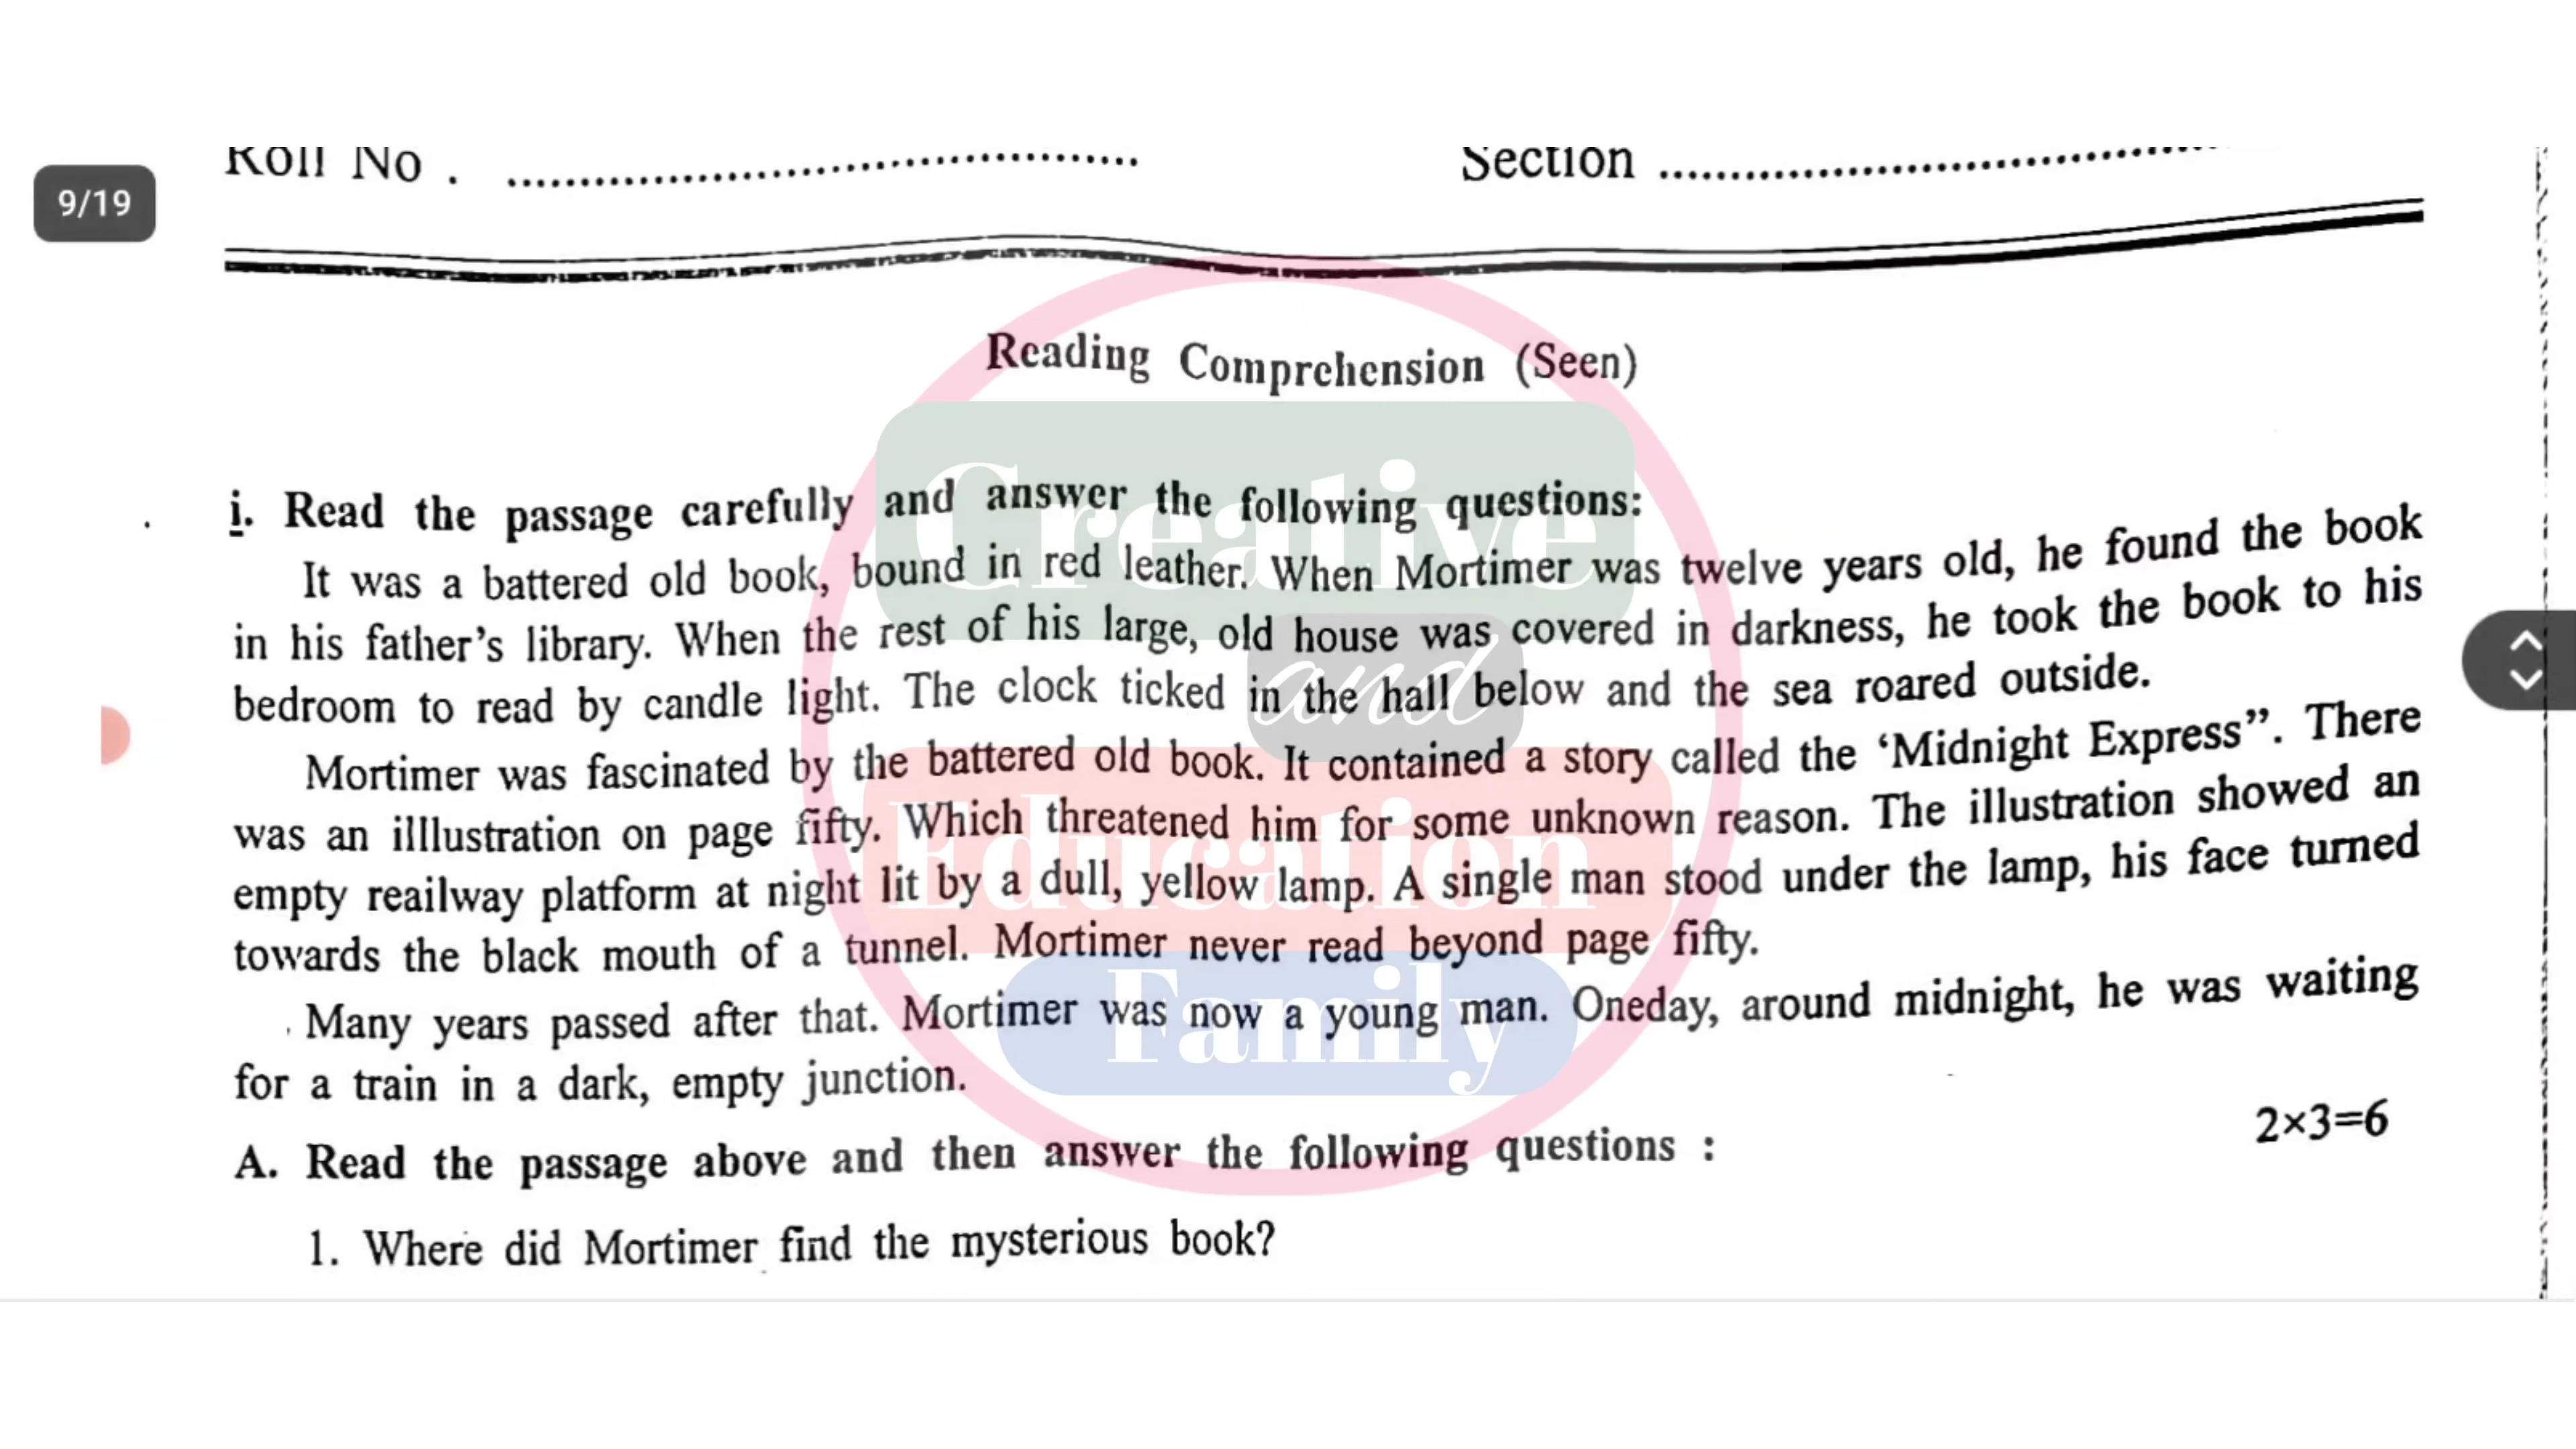 Roll No . ........................................
Section ........................................
9/19
Reading Comprehension (Seen)
i. Read the passage carefully and answer the following questions:
It was a battered old book, bound in red leather. When Mortimer was twelve years old, he found the book
in his father's library. When the rest of his large, old house was covered in darkness, he took the book to his
bedroom to read by candle light. The clock ticked in the hall below and the sea roared outside.
Mortimer was fascinated by the battered old book. It contained a story called the ‘Midnight Express”. There
was an illlustration on page fifty. Which threatened him for some unknown reason. The illustration showed an
empty reailway platform at night lit by a dull, yellow lamp. A single man stood under the lamp, his face turned
towards the black mouth of a tunnel. Mortimer never read beyond page fifty.
Many years passed after that. Mortimer was now a young man. Oneday, around midnight, he was waiting
for a train in a dark, empty junction.
A. Read the passage above and then answer the following questions :
2×3=6
1. Where did Mortimer find the mysterious book?
Creative
and
Education
Family